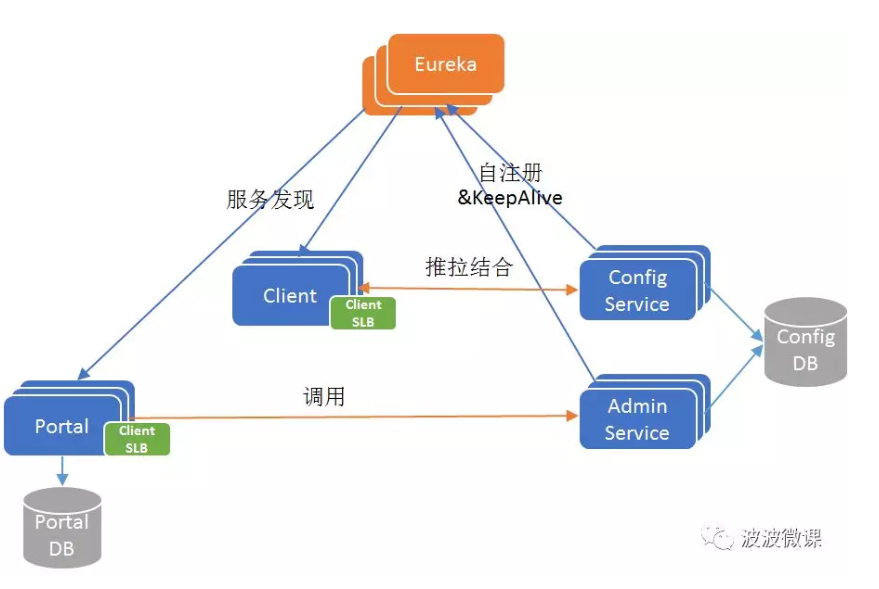 Eureka
自注册
&KeepAlive
服务发现
推拉结合
Client
Client
SLB
Config
Service
Config
DB
调用
Portal
Client
SLB
Admin
Service
Portal
DB
波波微课